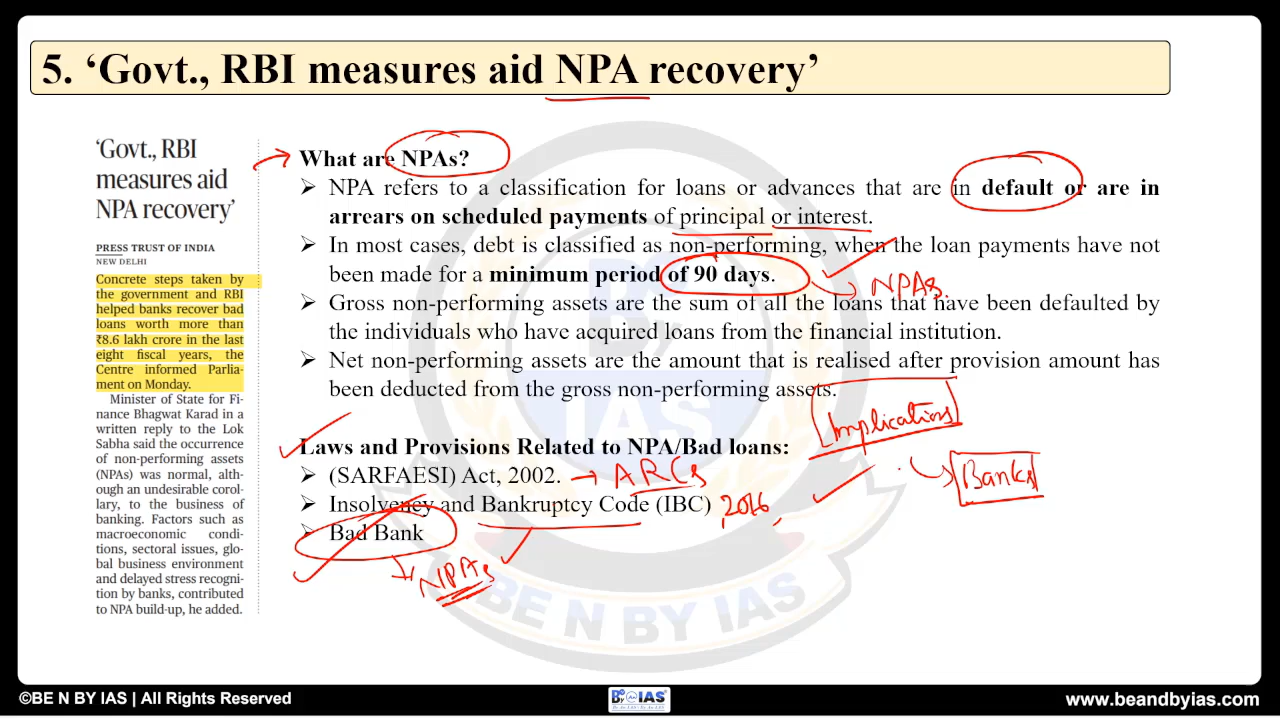 5. ‘Govt., RBI measures aid NPA recovery’
‘Govt., RBI
measures aid
NPA recovery’
PRESS TRUST OF INDIA
NEW DELHI
Concrete steps taken by
the government and RBI
helped banks recover bad
loans worth more than
₹8.6 lakh crore in the last
eight fiscal years, the
Centre informed Parlia-
ment on Monday.
Minister of State for Fi-
nance Bhagwat Karad in a
written reply to the Lok
Sabha said the occurrence
of non-performing assets
(NPAs) was normal, alth-
ough an undesirable corol-
lary, to the business of
banking. Factors such as
macroeconomic condi-
tions, sectoral issues, glo-
bal business environment
and delayed stress recogni-
tion by banks, contributed
to NPA build-up, he added.
What are NPAs?
➢ NPA refers to a classification for loans or advances that are in default or are in
arrears on scheduled payments of principal or interest.
➢ In most cases, debt is classified as non-performing, when the loan payments have not
been made for a minimum period of 90 days.
NPAs
➢ Gross non-performing assets are the sum of all the loans that have been defaulted by
the individuals who have acquired loans from the financial institution.
➢ Net non-performing assets are the amount that is realised after provision amount has
been deducted from the gross non-performing assets.
Implications
Banks
Laws and Provisions Related to NPA/Bad loans:
➢ (SARFAESI) Act, 2002. → ARCs
➢ Insolvency and Bankruptcy Code (IBC) 2016
➢ Bad Bank
NPAs
BE N BY IAS
©BE N BY IAS | All Rights Reserved
IAS
www.beandbyias.com